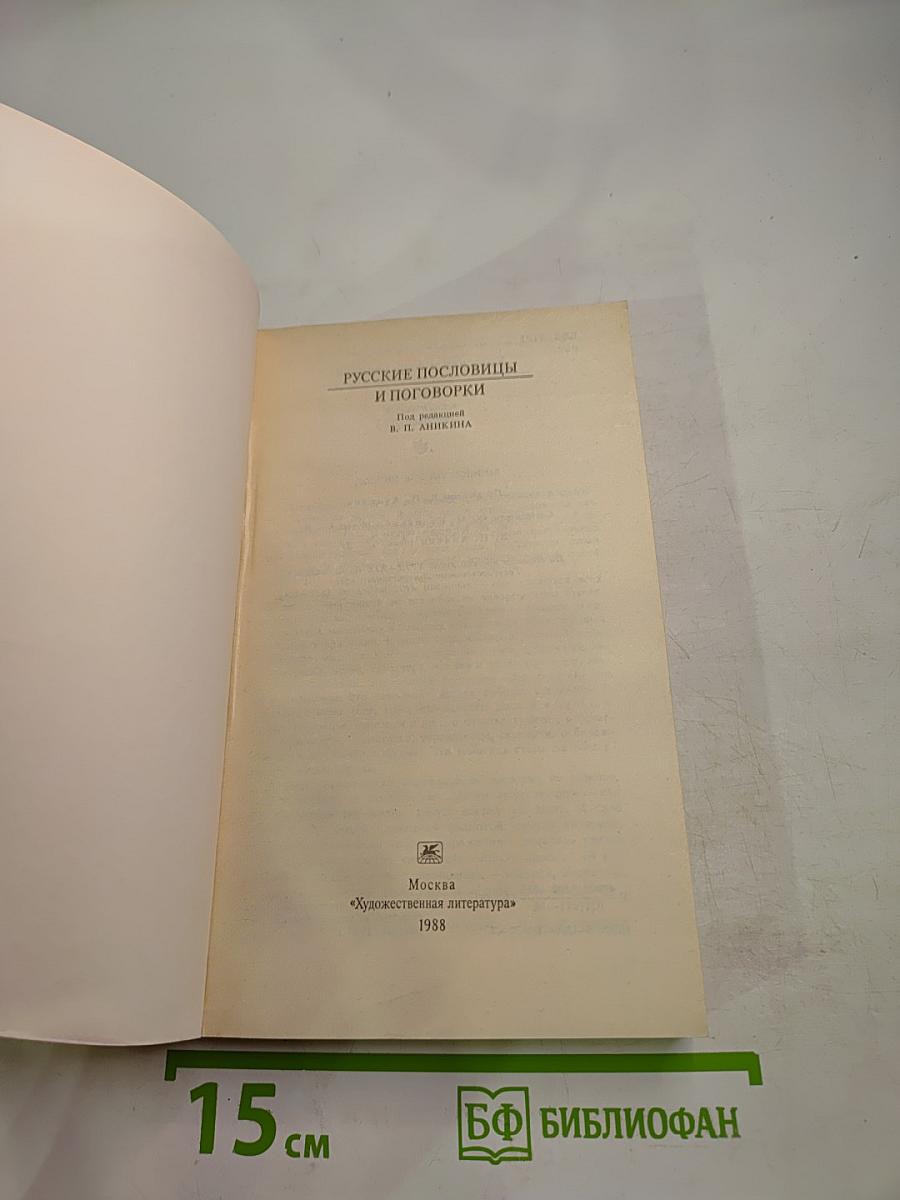 РУССКИЕ ПОСЛОВИЦЫ
И ПОГОВОРКИ
Под редакцией
В. П. АНИКИНА
Москва
«Художественная литература»
1988
15 см
БФ БИБЛИОФАН